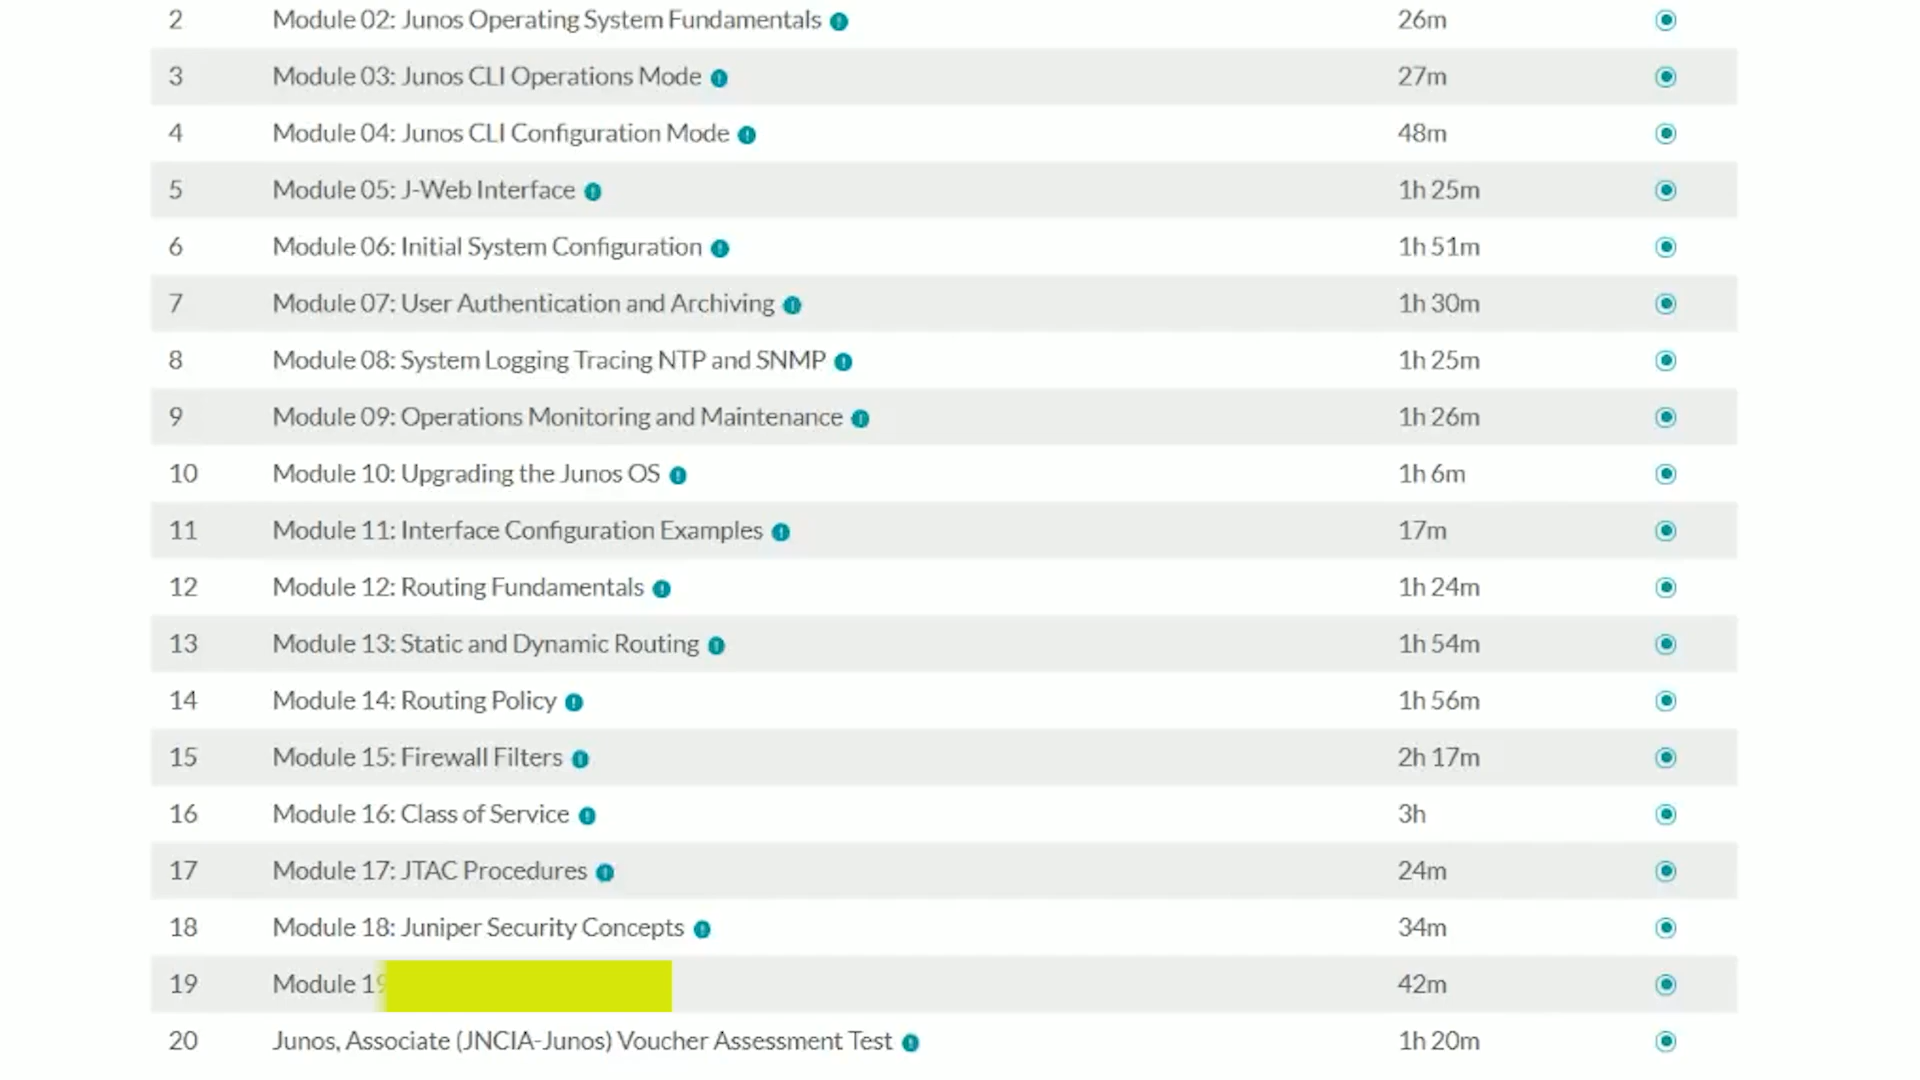 2 Module 02: Junos Operating System Fundamentals 26m
3 Module 03: Junos CLI Operations Mode 27m
4 Module 04: Junos CLI Configuration Mode 48m
5 Module 05: J-Web Interface 1h 25m
6 Module 06: Initial System Configuration 1h 51m
7 Module 07: User Authentication and Archiving 1h 30m
8 Module 08: System Logging Tracing NTP and SNMP 1h 25m
9 Module 09: Operations Monitoring and Maintenance 1h 26m
10 Module 10: Upgrading the Junos OS 1h 6m
11 Module 11: Interface Configuration Examples 17m
12 Module 12: Routing Fundamentals 1h 24m
13 Module 13: Static and Dynamic Routing 1h 54m
14 Module 14: Routing Policy 1h 56m
15 Module 15: Firewall Filters 2h 17m
16 Module 16: Class of Service 3h
17 Module 17: JTAC Procedures 24m
18 Module 18: Juniper Security Concepts 34m
19 Module 19 42m
20 Junos, Associate (JNCIA-Junos) Voucher Assessment Test 1h 20m